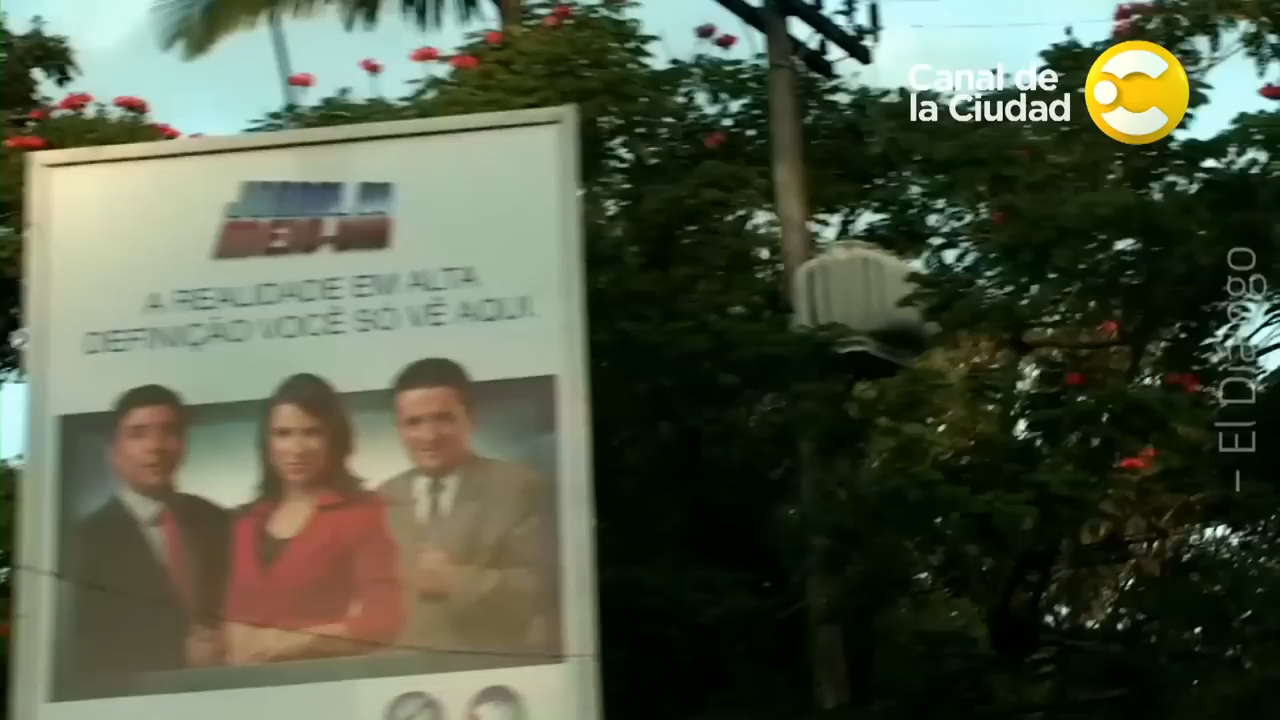 Canal de
la Ciudad
A REALIDADE EM ALTA
DEFINIÇÃO VOCÊ SÓ VÊ AQUI.
– El Diálogo